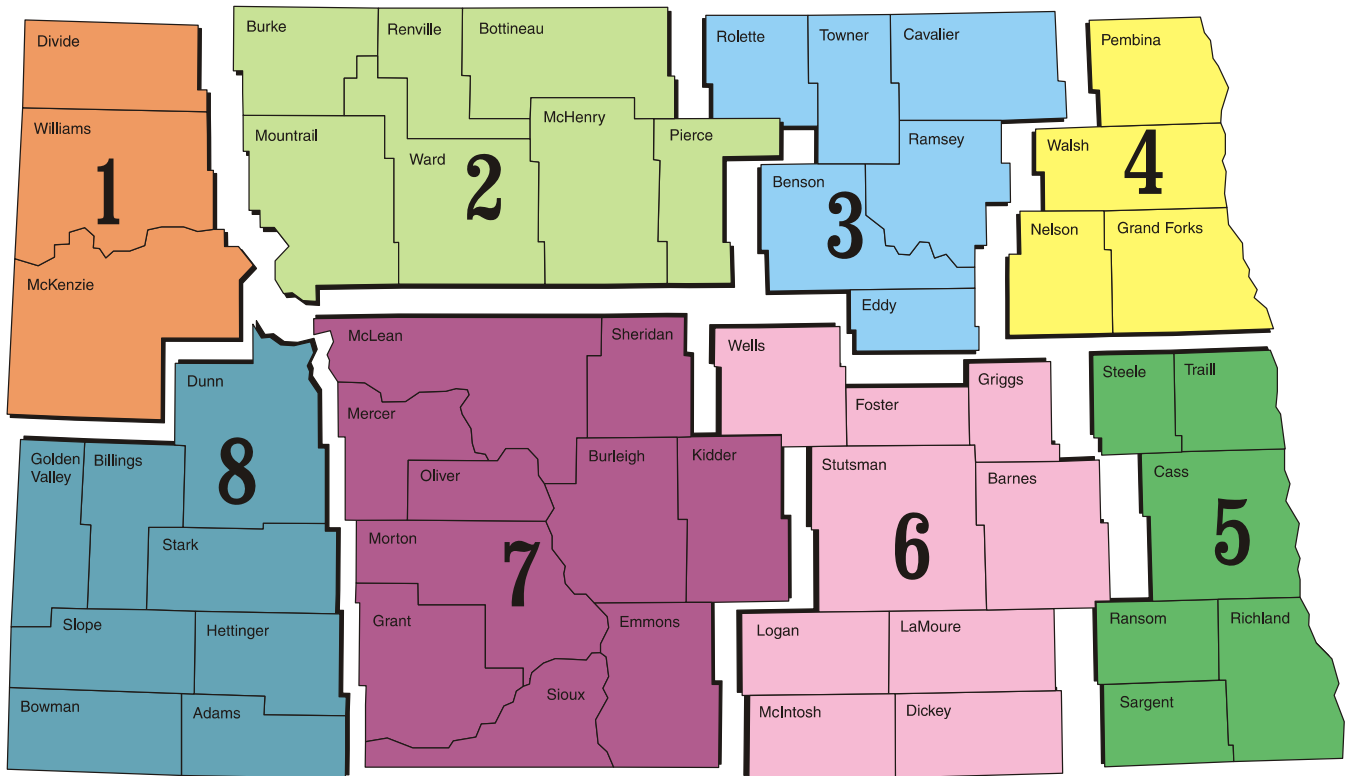 Divide
Williams
1
McKenzie
Burke
Renville
Bottineau
Mountrail
Ward
2
McHenry
Pierce
Rolette
Towner
Cavalier
Ramsey
Benson
3
Eddy
Pembina
Walsh
4
Nelson
Grand Forks
Dunn
8
Golden
Valley
Billings
Stark
Slope
Hettinger
Bowman
Adams
McLean
Sheridan
Mercer
Oliver
Burleigh
Kidder
Morton
7
Grant
Emmons
Sioux
Wells
Griggs
Foster
Stutsman
Barnes
6
Logan
LaMoure
McIntosh
Dickey
Steele
Traill
Cass
5
Ransom
Richland
Sargent